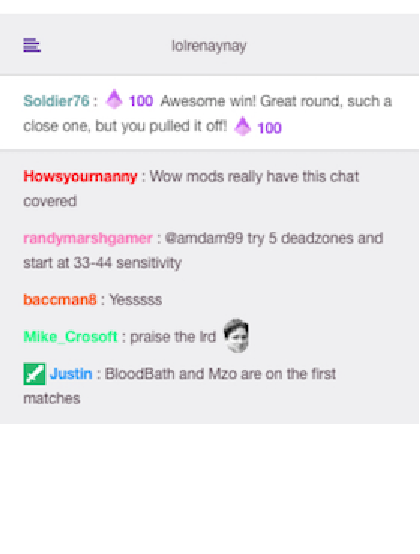 lolrenaynay
Soldier76 : 100 Awesome win! Great round, such a
close one, but you pulled it off! 100
Howsyournanny : Wow mods really have this chat
covered
randymarshgamer : @amdam99 try 5 deadzones and
start at 33-44 sensitivity
baccman8 : Yesssss
Mike_Crosoft : praise the lrd
Justin : BloodBath and Mzo are on the first
matches